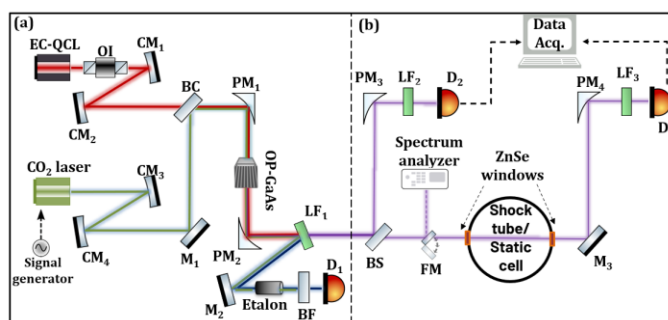 (a)
EC-QCL
OI
CM1
CM2
BC
PM1
OP-GaAs
CO2 laser
CM3
CM4
M1
Signal
generator
PM2
LF1
M2
Etalon
BF
D1
(b)
Data
Acq.
PM3
LF2
D2
PM4
LF3
D
Spectrum
analyzer
ZnSe
windows
Shock
tube/
Static
cell
BS
FM
M3